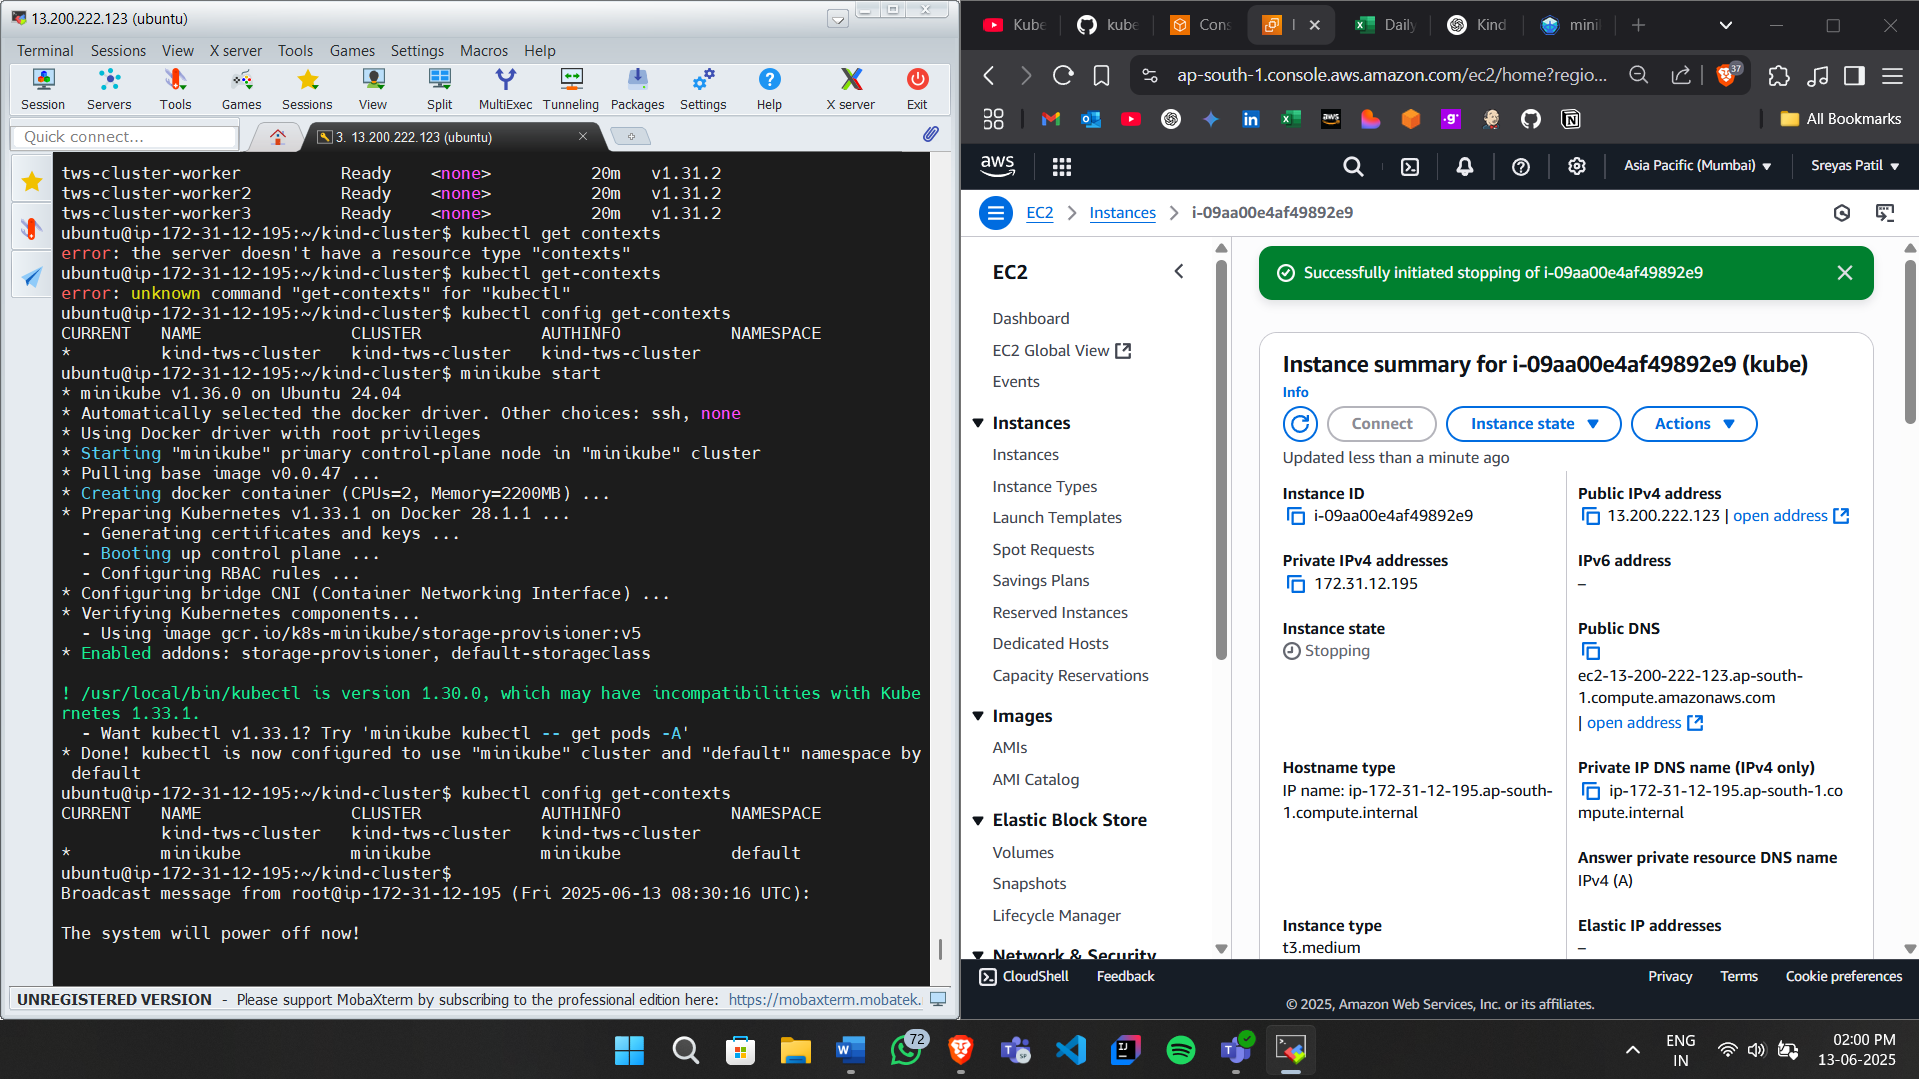 13.200.222.123 (ubuntu)
Terminal Sessions View X server Tools Games Settings Macros Help
Session Servers Tools Games Sessions View Split MultiExec Tunneling Packages Settings Help X server Exit
Quick connect...
3. 13.200.222.123 (ubuntu)
tws-cluster-worker Ready <none> 20m v1.31.2
tws-cluster-worker2 Ready <none> 20m v1.31.2
tws-cluster-worker3 Ready <none> 20m v1.31.2
ubuntu@ip-172-31-12-195:~/kind-cluster$ kubectl get contexts
error: the server doesn't have a resource type "contexts"
ubuntu@ip-172-31-12-195:~/kind-cluster$ kubectl get-contexts
error: unknown command "get-contexts" for "kubectl"
ubuntu@ip-172-31-12-195:~/kind-cluster$ kubectl config get-contexts
CURRENT NAME CLUSTER AUTHINFO NAMESPACE
* kind-tws-cluster kind-tws-cluster kind-tws-cluster
ubuntu@ip-172-31-12-195:~/kind-cluster$ minikube start
* minikube v1.36.0 on Ubuntu 24.04
* Automatically selected the docker driver. Other choices: ssh, none
* Using Docker driver with root privileges
* Starting "minikube" primary control-plane node in "minikube" cluster
* Pulling base image v0.0.47 ...
* Creating docker container (CPUs=2, Memory=2200MB) ...
* Preparing Kubernetes v1.33.1 on Docker 28.1.1 ...
- Generating certificates and keys ...
- Booting up control plane ...
- Configuring RBAC rules ...
* Configuring bridge CNI (Container Networking Interface) ...
* Verifying Kubernetes components...
- Using image gcr.io/k8s-minikube/storage-provisioner:v5
* Enabled addons: storage-provisioner, default-storageclass
! /usr/local/bin/kubectl is version 1.30.0, which may have incompatibilities with Kube
rnetes 1.33.1.
- Want kubectl v1.33.1? Try 'minikube kubectl -- get pods -A'
* Done! kubectl is now configured to use "minikube" cluster and "default" namespace by
default
ubuntu@ip-172-31-12-195:~/kind-cluster$ kubectl config get-contexts
CURRENT NAME CLUSTER AUTHINFO NAMESPACE
kind-tws-cluster kind-tws-cluster kind-tws-cluster
* minikube minikube minikube default
ubuntu@ip-172-31-12-195:~/kind-cluster$
Broadcast message from root@ip-172-31-12-195 (Fri 2025-06-13 08:30:16 UTC):
The system will power off now!
UNREGISTERED VERSION - Please support MobaXterm by subscribing to the professional edition here: https://mobaxterm.mobatek.
Kube kube Cons I Daily Kind mini
ap-south-1.console.aws.amazon.com/ec2/home?regio... 37
All Bookmarks
aws Asia Pacific (Mumbai) Sreyas Patil
EC2 Instances i-09aa00e4af49892e9
EC2
Dashboard
EC2 Global View
Events
Instances
Instances
Instance Types
Launch Templates
Spot Requests
Savings Plans
Reserved Instances
Dedicated Hosts
Capacity Reservations
Images
AMIs
AMI Catalog
Elastic Block Store
Volumes
Snapshots
Lifecycle Manager
Network & Security
Successfully initiated stopping of i-09aa00e4af49892e9
Instance summary for i-09aa00e4af49892e9 (kube)
Info
Connect Instance state Actions
Updated less than a minute ago
Instance ID
i-09aa00e4af49892e9
Public IPv4 address
13.200.222.123 | open address
Private IPv4 addresses
172.31.12.195
IPv6 address
–
Instance state
Stopping
Public DNS
ec2-13-200-222-123.ap-south-
1.compute.amazonaws.com
| open address
Hostname type
IP name: ip-172-31-12-195.ap-south-
1.compute.internal
Private IP DNS name (IPv4 only)
ip-172-31-12-195.ap-south-1.co
mpute.internal
Answer private resource DNS name
IPv4 (A)
Instance type
t3.medium
Elastic IP addresses
–
CloudShell Feedback Privacy Terms Cookie preferences
© 2025, Amazon Web Services, Inc. or its affiliates.
72
ENG
IN
02:00 PM
13-06-2025